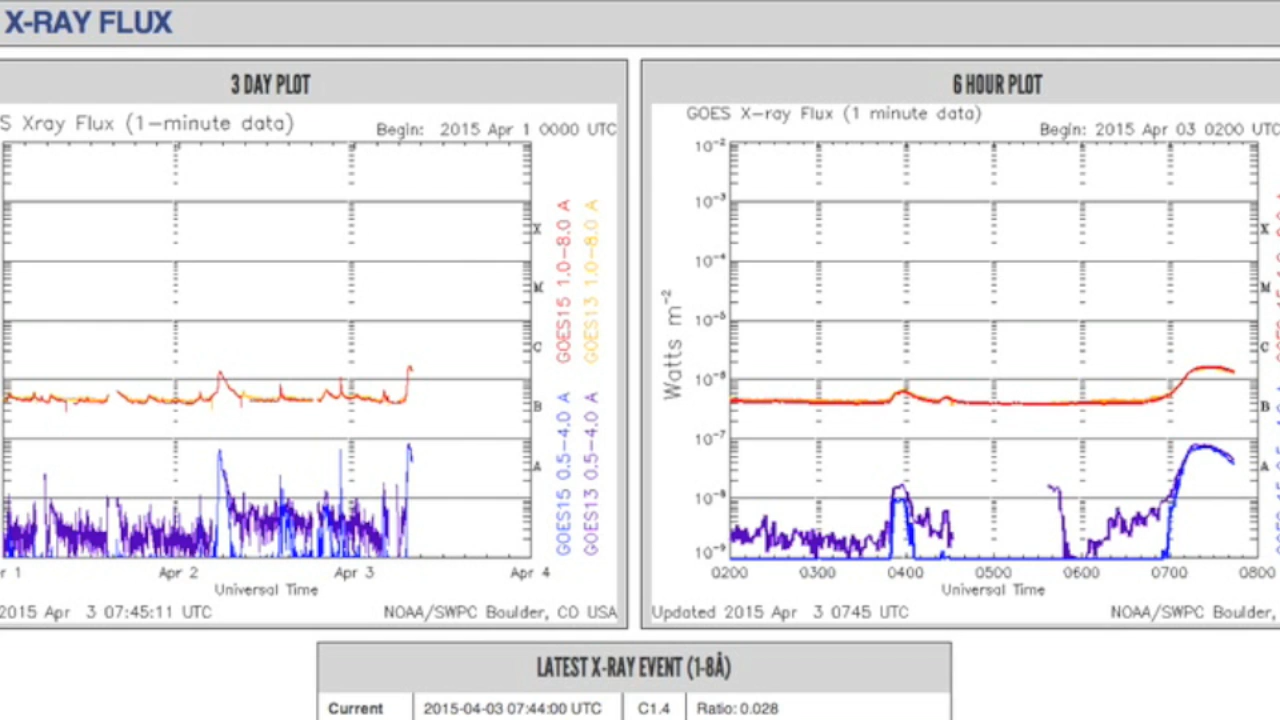 X-RAY FLUX
3 DAY PLOT
S Xray Flux (1-minute data)
Begin: 2015 Apr 1 0000 UTC
X
M
C
B
A
GOES15 1.0-8.0 A
GOES13 1.0-8.0 A
GOES15 0.5-4.0 A
GOES13 0.5-4.0 A
r 1 Apr 2 Apr 3 Apr 4
Universal Time
2015 Apr 3 07:45:11 UTC NOAA/SWPC Boulder, CO USA
6 HOUR PLOT
GOES X-ray Flux (1 minute data)
Begin: 2015 Apr 03 0200 UTC
Watts m⁻²
10⁻²
10⁻³
10⁻⁴
10⁻⁵
10⁻⁶
10⁻⁷
10⁻⁸
10⁻⁹
X
M
C
B
A
0200 0300 0400 0500 0600 0700 0800
Universal Time
Updated 2015 Apr 3 0745 UTC NOAA/SWPC Boulder,
LATEST X-RAY EVENT (1-8Å)
Current 2015-04-03 07:44:00 UTC C1.4 Ratio: 0.028